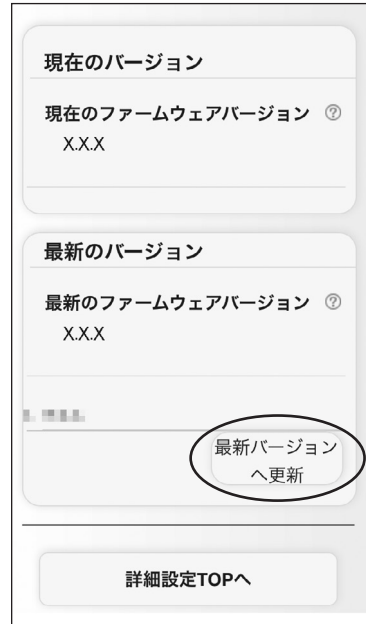 現在のバージョン
現在のファームウェアバージョン ?
X.X.X
最新のバージョン
最新のファームウェアバージョン ?
X.X.X
最新バージョン
へ更新
詳細設定TOPへ